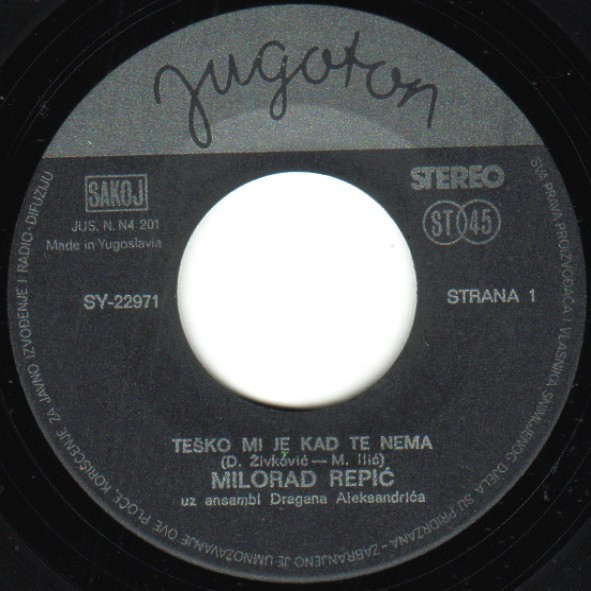 jugoton
SAKOJ
JUS. N. N4. 201
Made in Yugoslavia
STEREO
ST 45
SY-22971
STRANA 1
TEŠKO MI JE KAD TE NEMA
(D. Živković — M. Ilić)
MILORAD REPIĆ
uz ansambl Dragana Aleksandrića
SVA PRAVA PROIZVOĐAČA I VLASNIKA SNIMLJENOG DJELA SU PRIDRŽANA - ZABRANJENO JE UMNOŽAVANJE OVE PLOČE, KORIŠĆENJE ZA JAVNO IZVOĐENJE I RADIO-DIFUZIJU